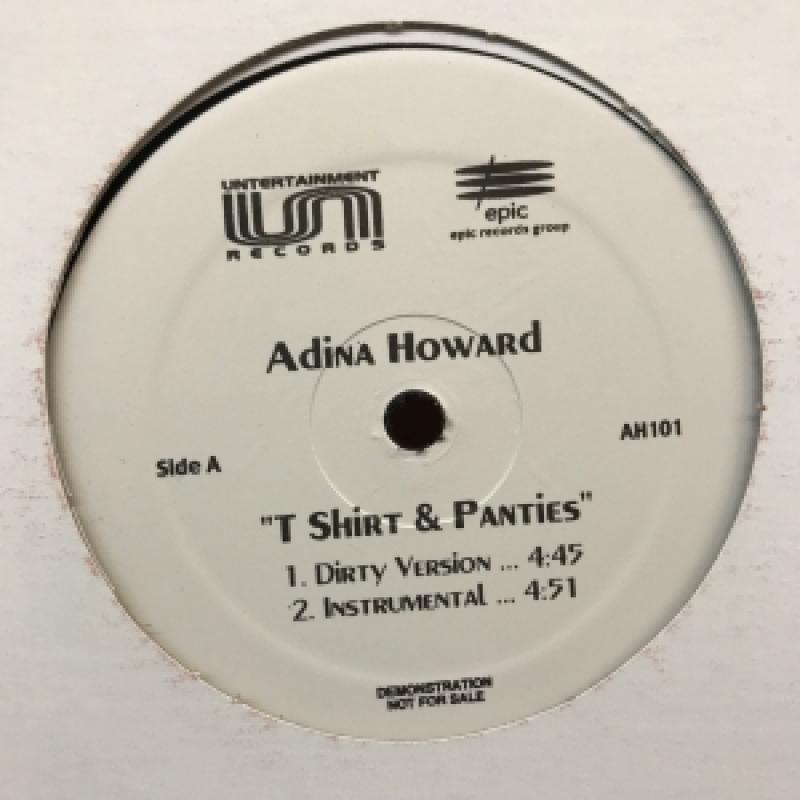 UNTERTAINMENT
UN
RECORDS
epic
epic records group
Adina Howard
Side A
AH101
"T Shirt & Panties"
1. Dirty Version ... 4:45
2. Instrumental ... 4:51
DEMONSTRATION
NOT FOR SALE